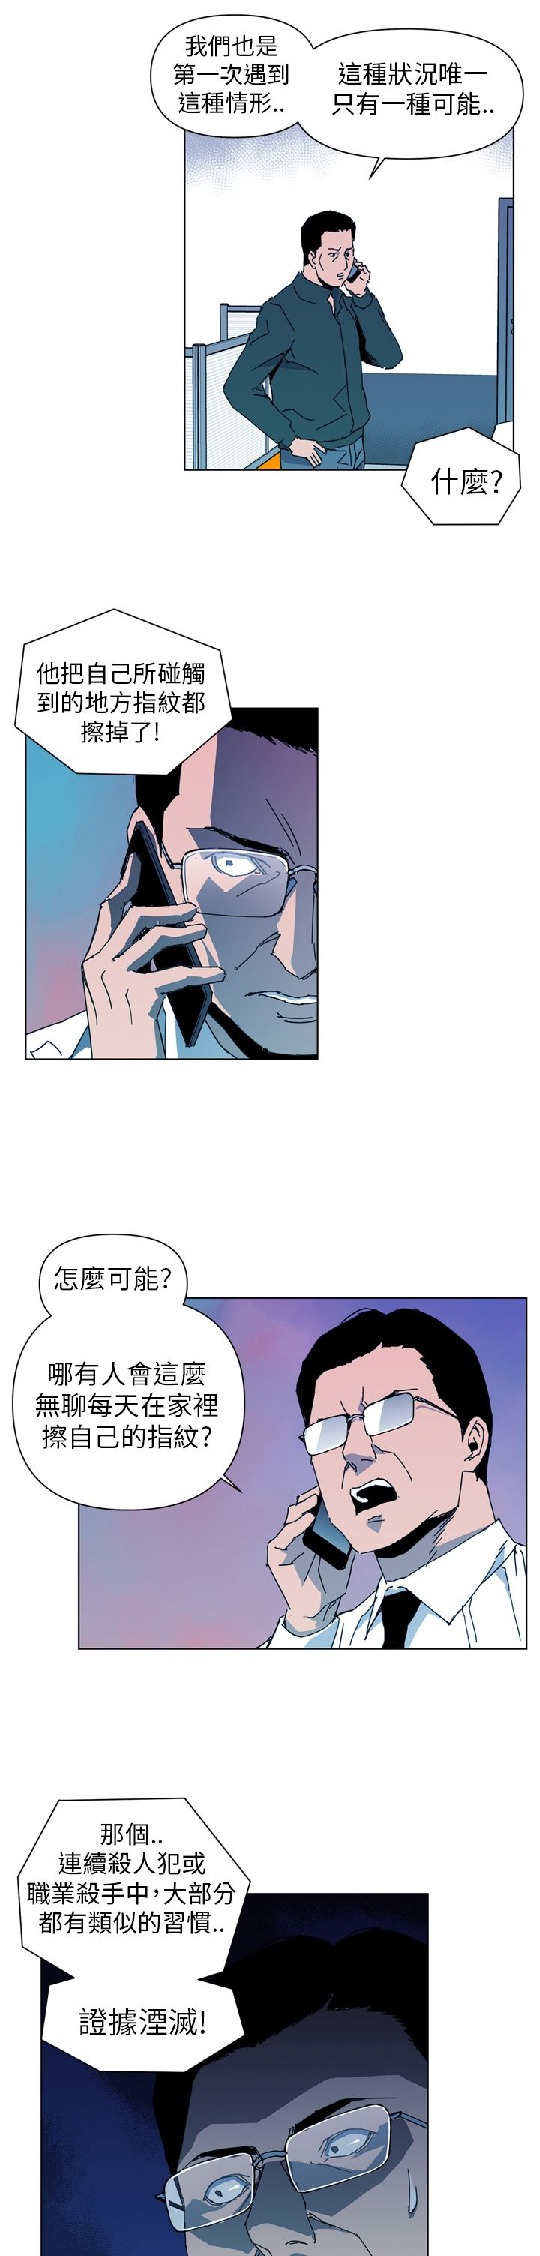 我們也是
第一次遇到
這種情形..
這種狀況唯一
只有一種可能..
什麼?
他把自己所碰觸
到的地方指紋都
擦掉了!
怎麼可能?
哪有人會這麼
無聊每天在家裡
擦自己的指紋?
那個..
連續殺人犯或
職業殺手中,大部分
都有類似的習慣..
證據湮滅!